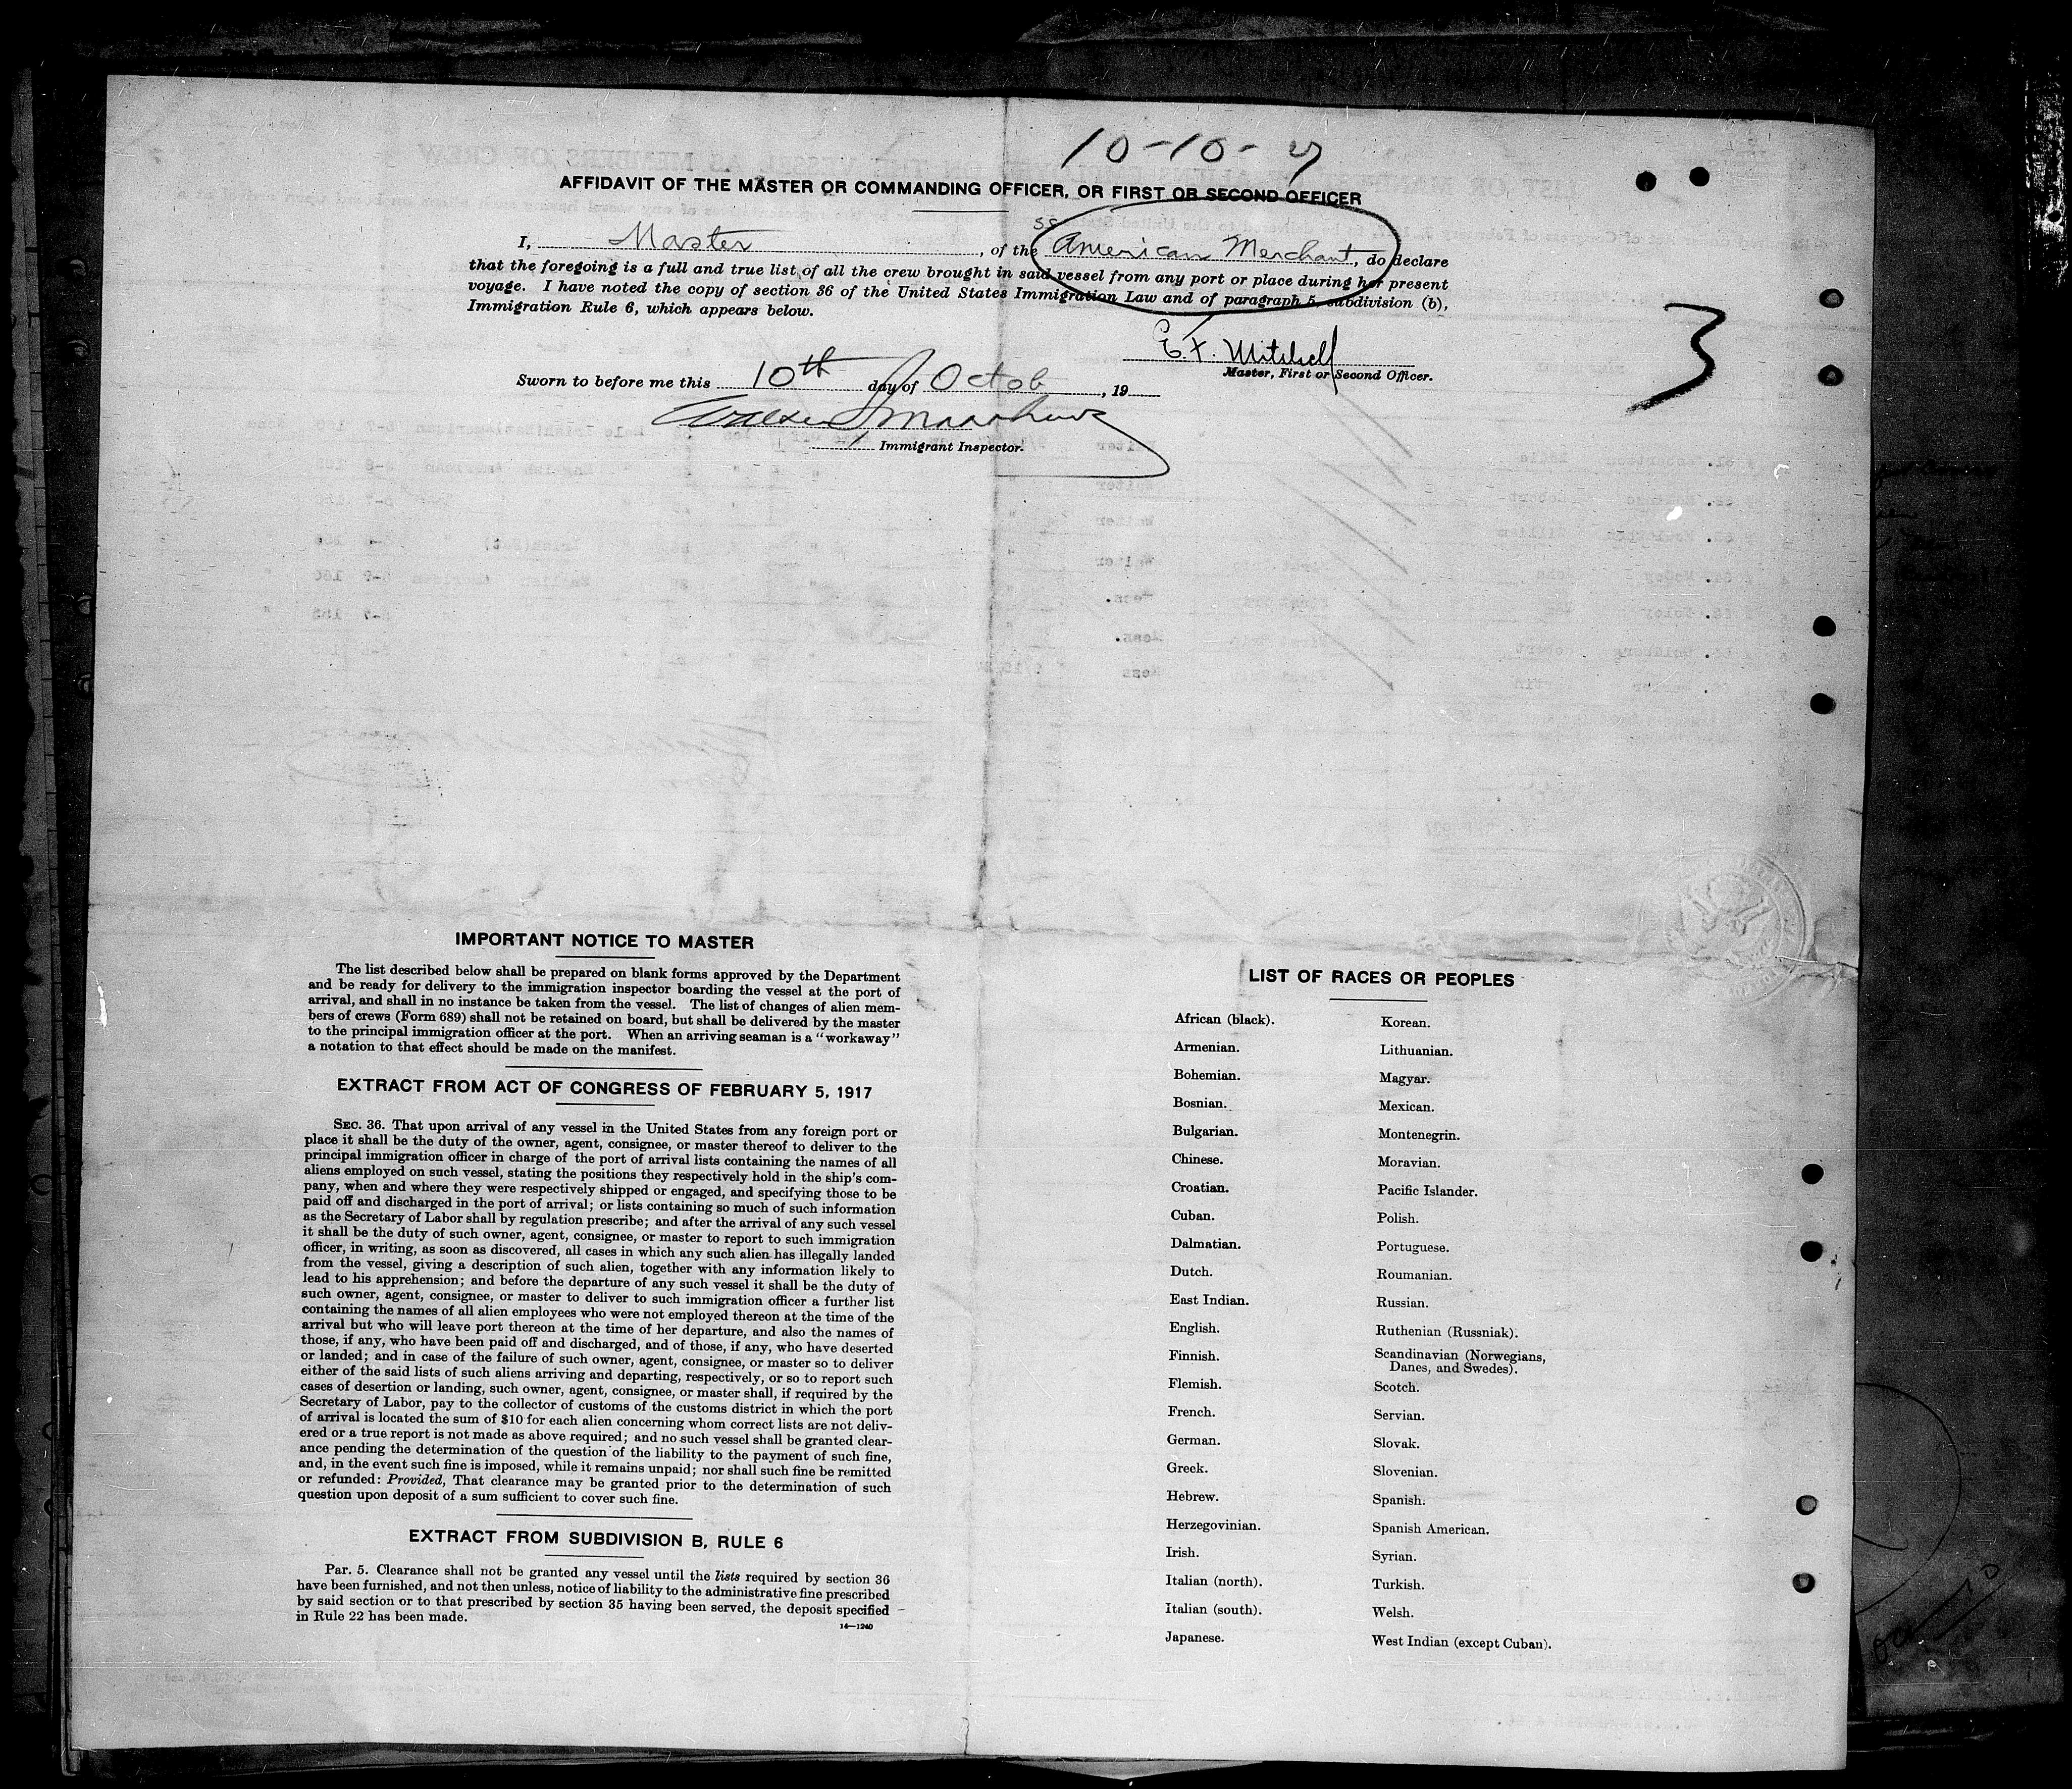 10-10-27
AFFIDAVIT OF THE MASTER OR COMMANDING OFFICER, OR FIRST OR SECOND OFFICER
I, Master, of the SS American Merchant, do declare
that the foregoing is a full and true list of all the crew brought in said vessel from any port or place during her present
voyage. I have noted the copy of section 36 of the United States Immigration Law and of paragraph 5, subdivision (b),
Immigration Rule 6, which appears below.
3
E. F. Mitchell
Master, First or Second Officer.
Sworn to before me this 10th day of Octob, 19
Immigrant Inspector.
IMPORTANT NOTICE TO MASTER
The list described below shall be prepared on blank forms approved by the Department
and be ready for delivery to the immigration inspector boarding the vessel at the port of
arrival, and shall in no instance be taken from the vessel. The list of changes of alien mem-
bers of crews (Form 689) shall not be retained on board, but shall be delivered by the master
to the principal immigration officer at the port. When an arriving seaman is a "workaway"
a notation to that effect should be made on the manifest.
EXTRACT FROM ACT OF CONGRESS OF FEBRUARY 5, 1917
SEC. 36. That upon arrival of any vessel in the United States from any foreign port or
place it shall be the duty of the owner, agent, consignee, or master thereof to deliver to the
principal immigration officer in charge of the port of arrival lists containing the names of all
aliens employed on such vessel, stating the positions they respectively hold in the ship's com-
pany, when and where they were respectively shipped or engaged, and specifying those to be
paid off and discharged in the port of arrival; or lists containing so much of such information
as the Secretary of Labor shall by regulation prescribe; and after the arrival of any such vessel
it shall be the duty of such owner, agent, consignee, or master to report to such immigration
officer, in writing, as soon as discovered, all cases in which any such alien has illegally landed
from the vessel, giving a description of such alien, together with any information likely to
lead to his apprehension; and before the departure of any such vessel it shall be the duty of
such owner, agent, consignee, or master to deliver to such immigration officer a further list
containing the names of all alien employees who were not employed thereon at the time of the
arrival but who will leave port thereon at the time of her departure, and also the names of
those, if any, who have been paid off and discharged, and of those, if any, who have deserted
or landed; and in case of the failure of such owner, agent, consignee, or master so to deliver
either of the said lists of such aliens arriving and departing, respectively, or so to report such
cases of desertion or landing, such owner, agent, consignee, or master shall, if required by the
Secretary of Labor, pay to the collector of customs of the customs district in which the port
of arrival is located the sum of $10 for each alien concerning whom correct lists are not deliv-
ered or a true report is not made as above required; and no such vessel shall be granted clear-
ance pending the determination of the question of the liability to the payment of such fine,
and, in the event such fine is imposed, while it remains unpaid; nor shall such fine be remitted
or refunded: Provided, That clearance may be granted prior to the determination of such
question upon deposit of a sum sufficient to cover such fine.
EXTRACT FROM SUBDIVISION B, RULE 6
Par. 5. Clearance shall not be granted any vessel until the lists required by section 36
have been furnished, and not then unless, notice of liability to the administrative fine prescribed
by said section or to that prescribed by section 35 having been served, the deposit specified
in Rule 22 has been made.
14—1240
LIST OF RACES OR PEOPLES
African (black).
Armenian.
Bohemian.
Bosnian.
Bulgarian.
Chinese.
Croatian.
Cuban.
Dalmatian.
Dutch.
East Indian.
English.
Finnish.
Flemish.
French.
German.
Greek.
Hebrew.
Herzegovinian.
Irish.
Italian (north).
Italian (south).
Japanese.
Korean.
Lithuanian.
Magyar.
Mexican.
Montenegrin.
Moravian.
Pacific Islander.
Polish.
Portuguese.
Roumanian.
Russian.
Ruthenian (Russniak).
Scandinavian (Norwegians,
Danes, and Swedes).
Scotch.
Servian.
Slovak.
Slovenian.
Spanish.
Spanish American.
Syrian.
Turkish.
Welsh.
West Indian (except Cuban).